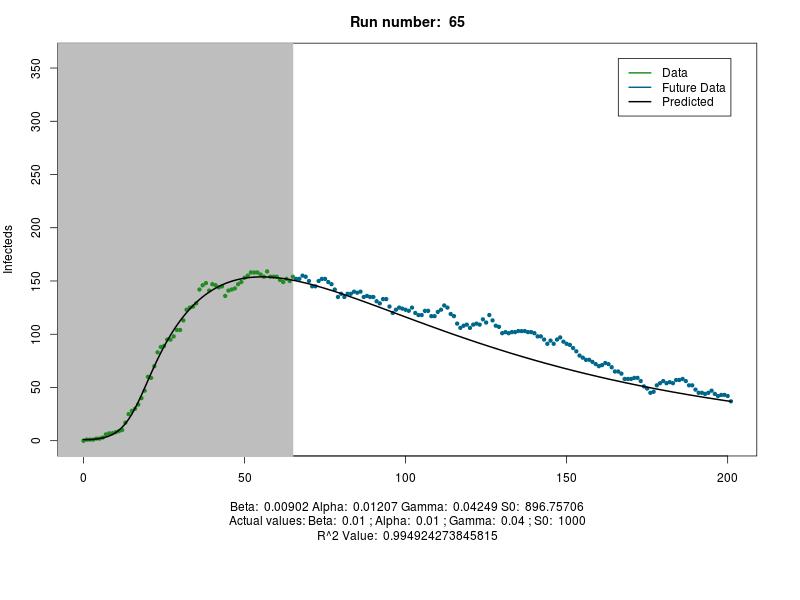 Run number: 65
Data
Future Data
Predicted
350
300
250
200
150
100
50
0
Infecteds
0 50 100 150 200
Beta: 0.00902 Alpha: 0.01207 Gamma: 0.04249 S0: 896.75706
Actual values: Beta: 0.01 ; Alpha: 0.01 ; Gamma: 0.04 ; S0: 1000
R^2 Value: 0.994924273845815